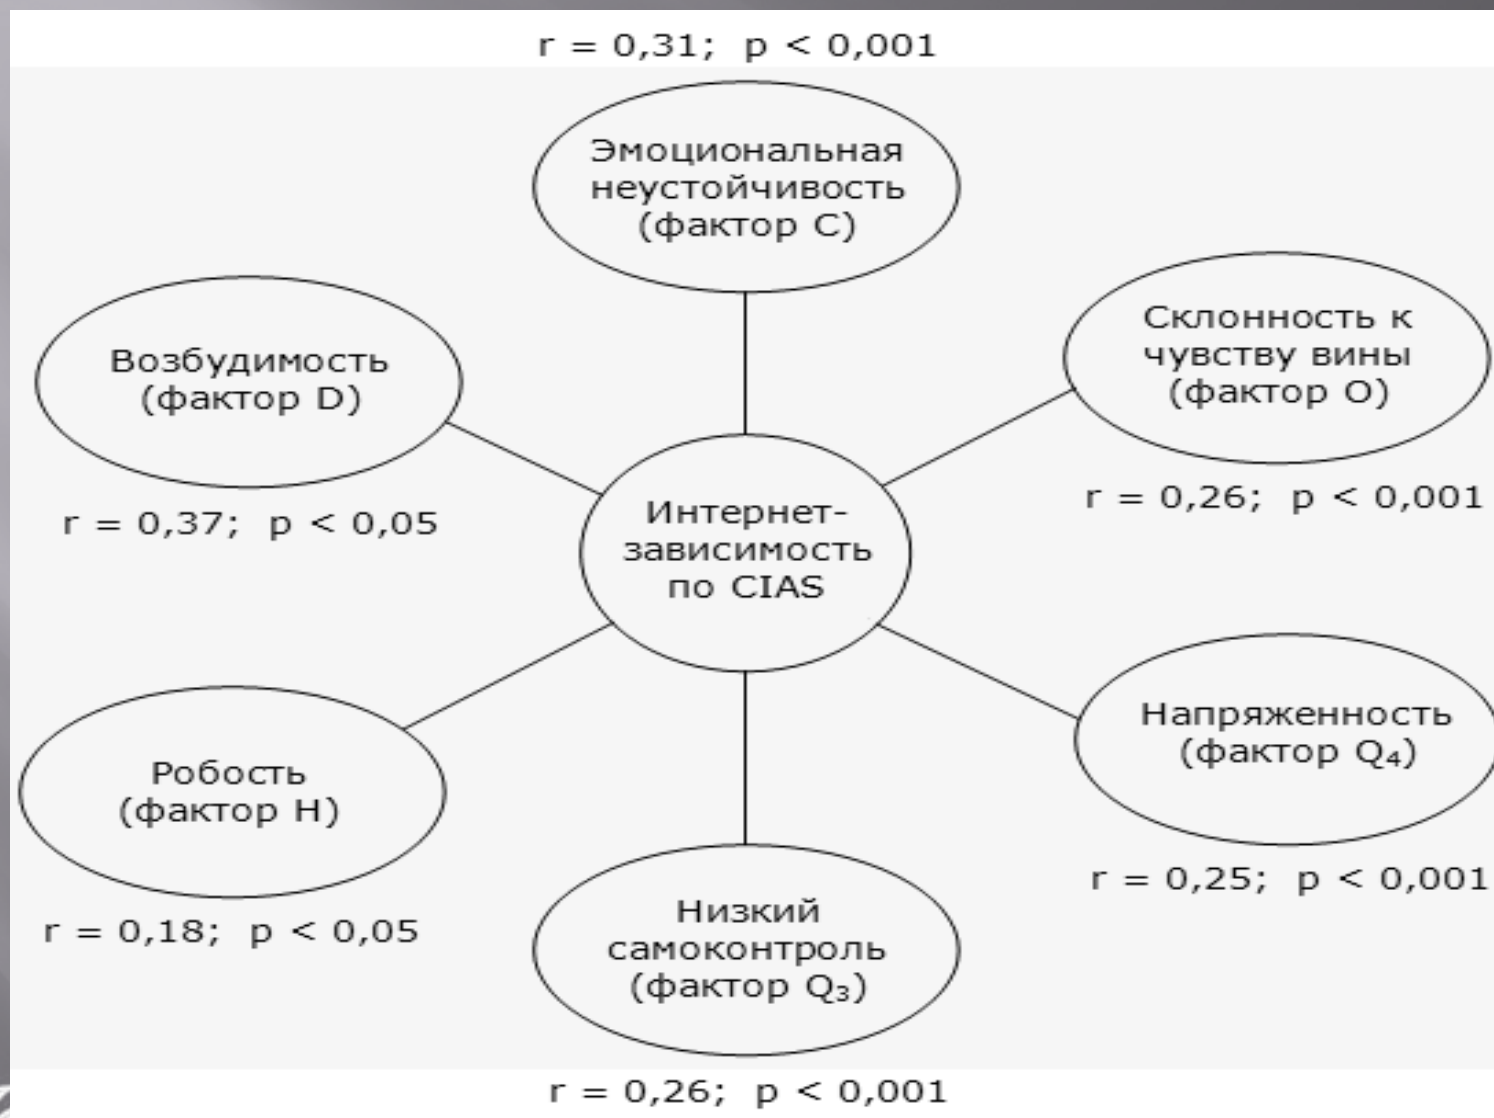 r = 0,31; p < 0,001
Эмоциональная
неустойчивость
(фактор C)
Возбудимость
(фактор D)
r = 0,37; p < 0,05
Склонность к
чувству вины
(фактор O)
r = 0,26; p < 0,001
Интернет-
зависимость
по CIAS
Робость
(фактор H)
r = 0,18; p < 0,05
Напряженность
(фактор Q₄)
r = 0,25; p < 0,001
Низкий
самоконтроль
(фактор Q₃)
r = 0,26; p < 0,001